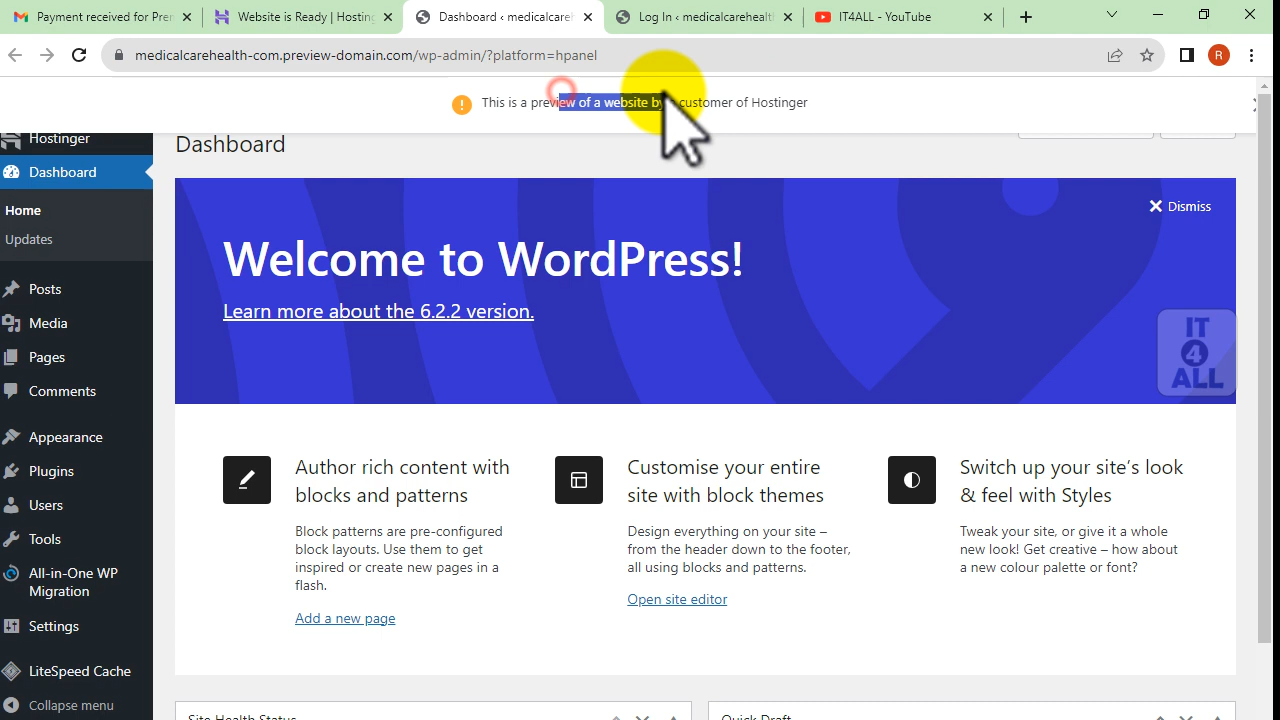 Payment received for Prem
Website is Ready | Hosting
Dashboard ‹ medicalcareh
Log In ‹ medicalcarehealth
IT4ALL - YouTube
medicalcarehealth-com.preview-domain.com/wp-admin/?platform=hpanel
R
This is a preview of a website by customer of Hostinger
Hostinger
Dashboard
Home
Updates
Posts
Media
Pages
Comments
Appearance
Plugins
Users
Tools
All-in-One WP
Migration
Settings
LiteSpeed Cache
Collapse menu
Dashboard
Dismiss
Welcome to WordPress!
Learn more about the 6.2.2 version.
IT
4
ALL
Author rich content with
blocks and patterns
Block patterns are pre-configured
block layouts. Use them to get
inspired or create new pages in a
flash.
Add a new page
Customise your entire
site with block themes
Design everything on your site –
from the header down to the footer,
all using blocks and patterns.
Open site editor
Switch up your site's look
& feel with Styles
Tweak your site, or give it a whole
new look! Get creative – how about
a new colour palette or font?
Site Health Status
Quick Draft